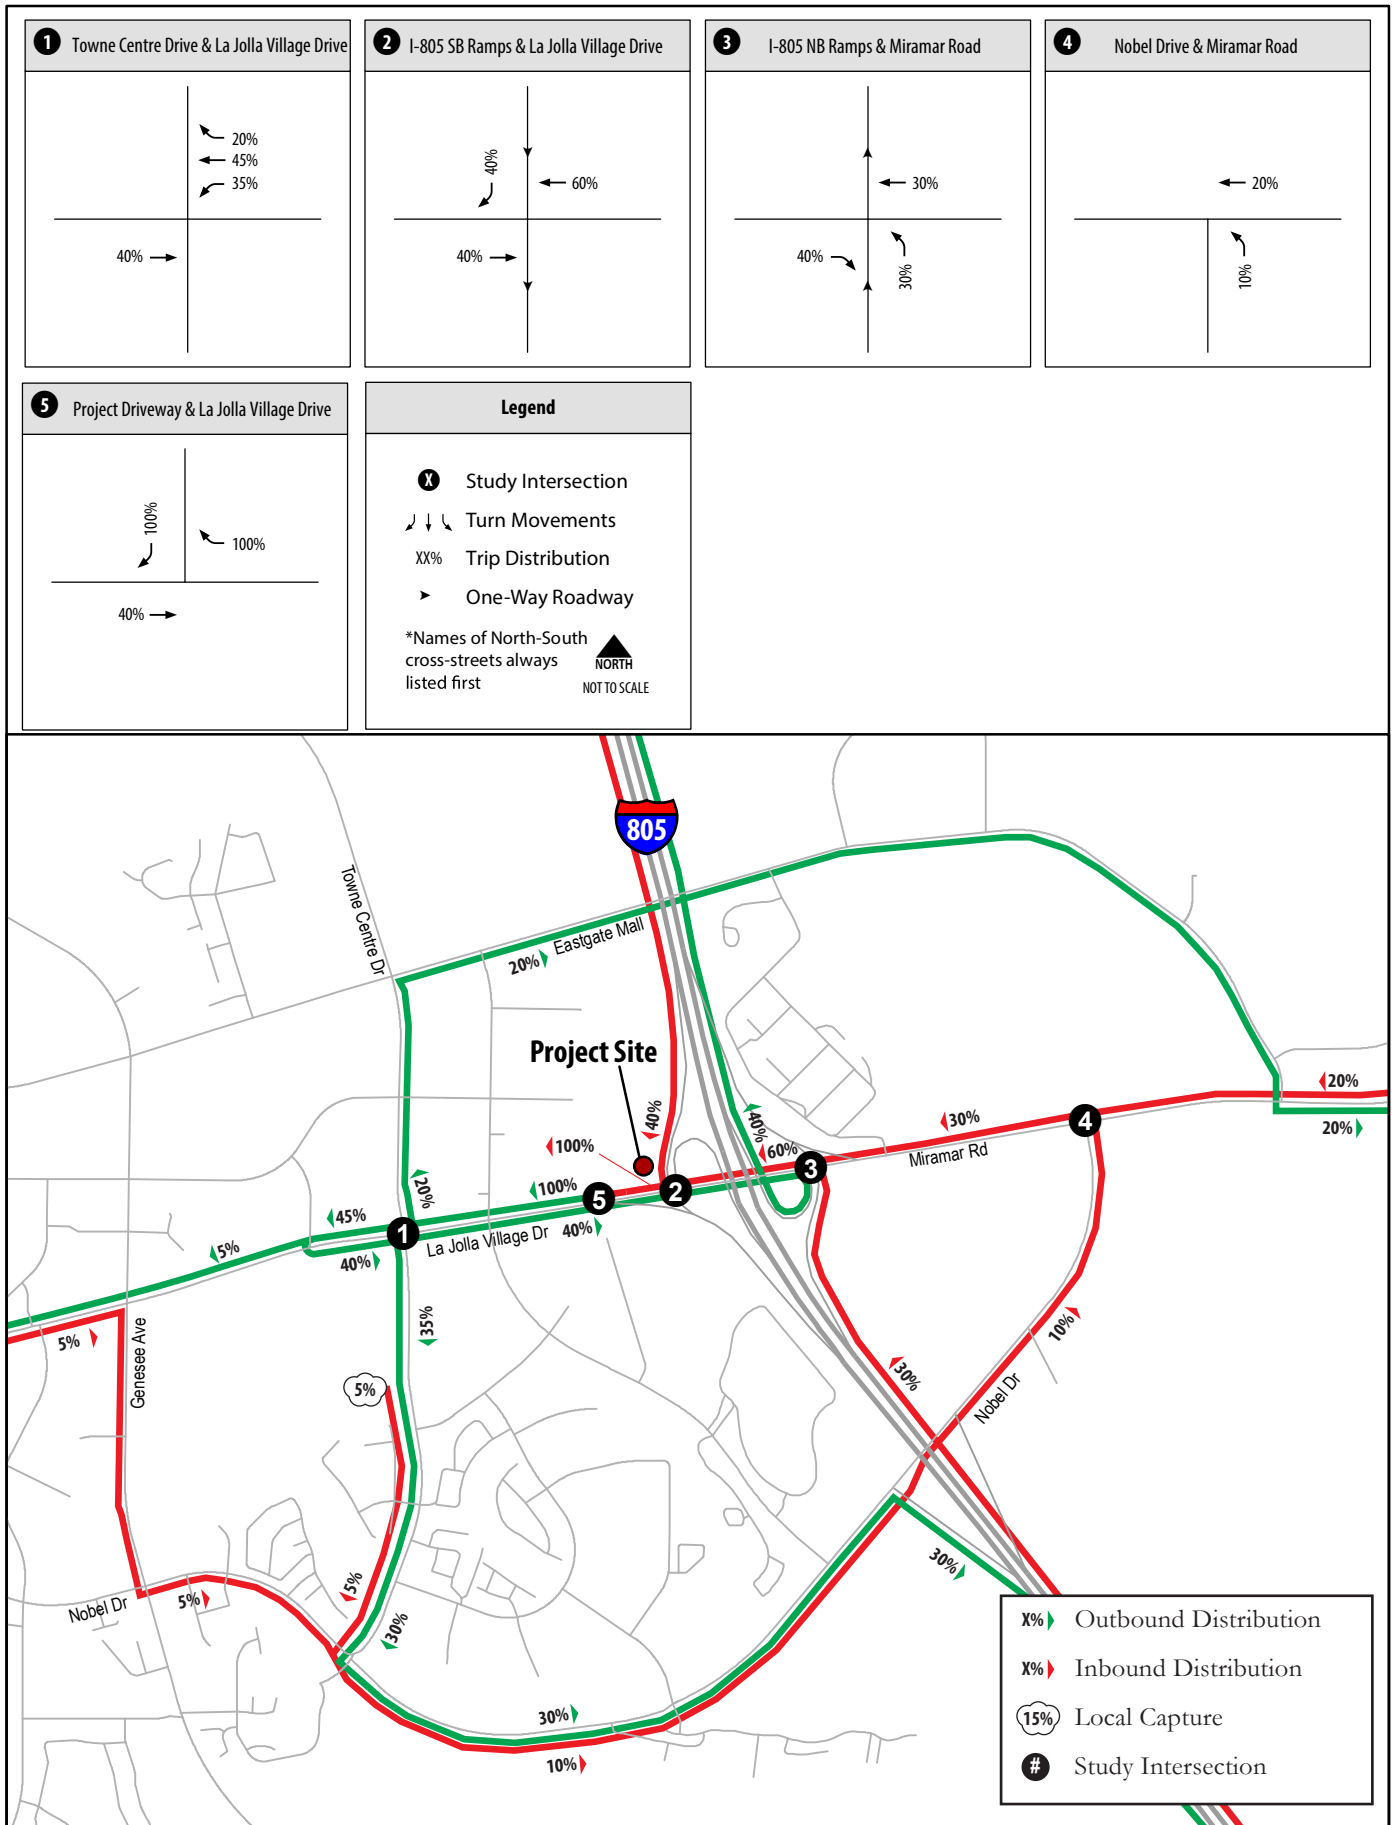 1 Towne Centre Drive & La Jolla Village Drive
20%
45%
35%
40%
2 I-805 SB Ramps & La Jolla Village Drive
40%
60%
40%
3 I-805 NB Ramps & Miramar Road
30%
40%
30%
4 Nobel Drive & Miramar Road
20%
10%
5 Project Driveway & La Jolla Village Drive
100%
100%
40%
Legend
X Study Intersection
Turn Movements
XX% Trip Distribution
One-Way Roadway
*Names of North-South
cross-streets always
listed first
NORTH
NOT TO SCALE
805
Towne Centre Dr
Eastgate Mall
20%
Project Site
40%
40%
100%
60%
30%
Miramar Rd
20%
20%
4
3
2
5
1
100%
20%
45%
La Jolla Village Dr
40%
40%
5%
5%
Genesee Ave
35%
5%
30%
10%
Nobel Dr
30%
Nobel Dr
5%
5%
30%
30%
10%
X% Outbound Distribution
X% Inbound Distribution
15% Local Capture
# Study Intersection